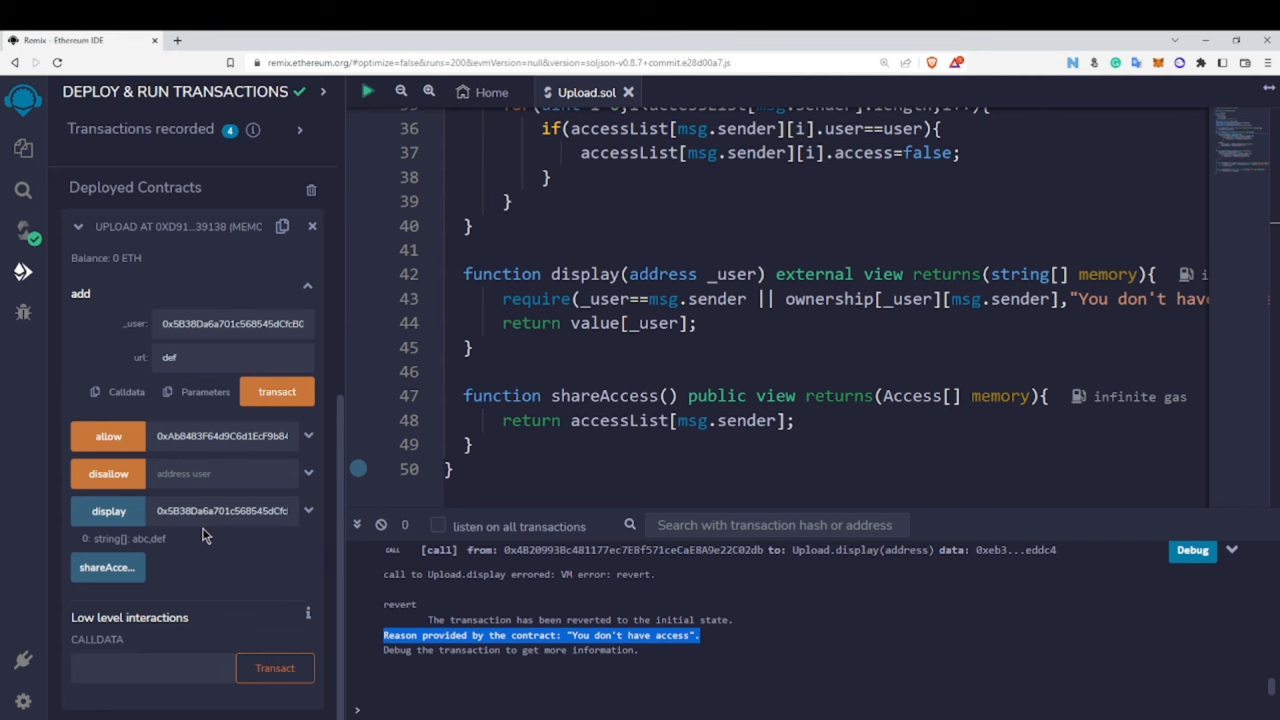 Remix - Ethereum IDE
remix.ethereum.org/#optimize=false&runs=200&evmVersion=null&version=soljson-v0.8.7+commit.e28d00a7.js
DEPLOY & RUN TRANSACTIONS
Home
Upload.sol
Transactions recorded 4
Deployed Contracts
UPLOAD AT 0XD91...39138 (MEMC
Balance: 0 ETH
add
_user: 0x5B38Da6a701c568545dCfcB0
url: def
Calldata Parameters transact
allow 0xAb8483F64d9C6d1EcF9b84
disallow address user
display 0x5B38Da6a701c568545dCfc
0: string[]: abc,def
shareAcce...
Low level interactions
CALLDATA
Transact
36 if(accessList[msg.sender][i].user==user){
37 accessList[msg.sender][i].access=false;
38 }
39 }
40 }
41
42 function display(address _user) external view returns(string[] memory){
43 require(_user==msg.sender || ownership[_user][msg.sender],"You don't have
44 return value[_user];
45 }
46
47 function shareAccess() public view returns(Access[] memory){ infinite gas
48 return accessList[msg.sender];
49 }
50 }
0 listen on all transactions Search with transaction hash or address
CALL [call] from: 0x4B20993Bc481177ec7E8f571ceCaE8A9e22C02db to: Upload.display(address) data: 0xeb3...eddc4 Debug
call to Upload.display errored: VM error: revert.
revert
The transaction has been reverted to the initial state.
Reason provided by the contract: "You don't have access".
Debug the transaction to get more information.
>